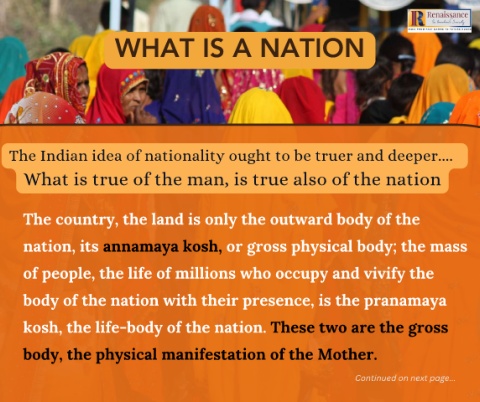 Renaissance
WHAT IS A NATION
The Indian idea of nationality ought to be truer and deeper....
What is true of the man, is true also of the nation
The country, the land is only the outward body of the
nation, its annamaya kosh, or gross physical body; the mass
of people, the life of millions who occupy and vivify the
body of the nation with their presence, is the pranamaya
kosh, the life-body of the nation. These two are the gross
body, the physical manifestation of the Mother.
Continued on next page...